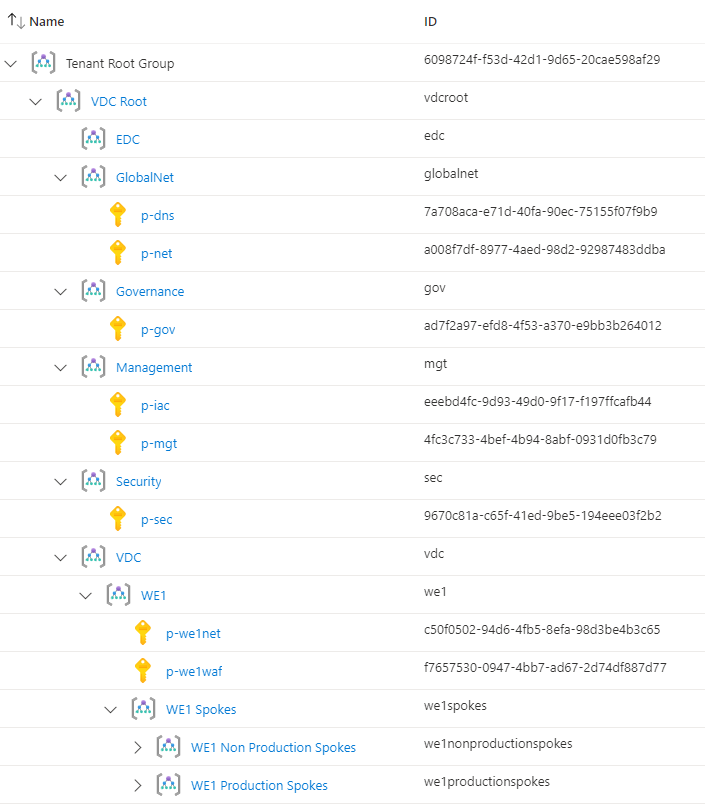 Name ID
Tenant Root Group 6098724f-f53d-42d1-9d65-20cae598af29
VDC Root vdcroot
EDC edc
GlobalNet globalnet
p-dns 7a708aca-e71d-40fa-90ec-75155f07f9b9
p-net a008f7df-8977-4aed-98d2-92987483ddba
Governance gov
p-gov ad7f2a97-efd8-4f53-a370-e9bb3b264012
Management mgt
p-iac eeebd4fc-9d93-49d0-9f17-f197ffcafb44
p-mgt 4fc3c733-4bef-4b94-8abf-0931d0fb3c79
Security sec
p-sec 9670c81a-c65f-41ed-9be5-194eee03f2b2
VDC vdc
WE1 we1
p-we1net c50f0502-94d6-4fb5-8efa-98d3be4b3c65
p-we1waf f7657530-0947-4bb7-ad67-2d74df887d77
WE1 Spokes we1spokes
WE1 Non Production Spokes we1nonproductionspokes
WE1 Production Spokes we1productionspokes